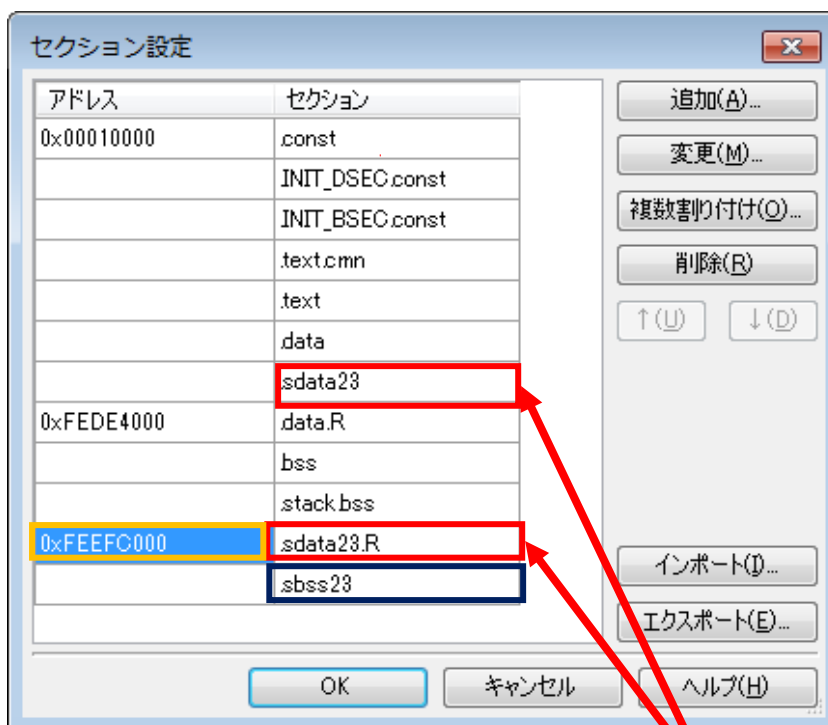 セクション設定
アドレス セクション
0x00010000 .const
INIT_DSEC.const
INIT_BSEC.const
.text.cmn
.text
.data
.sdata23
0xFEDE4000 .data.R
.bss
.stack.bss
0xFEEFC000 .sdata23.R
.sbss23
追加(A)...
変更(M)...
複数割り付け(O)...
削除(R)
↑(U) ↓(D)
インポート(I)...
エクスポート(E)...
OK キャンセル ヘルプ(H)